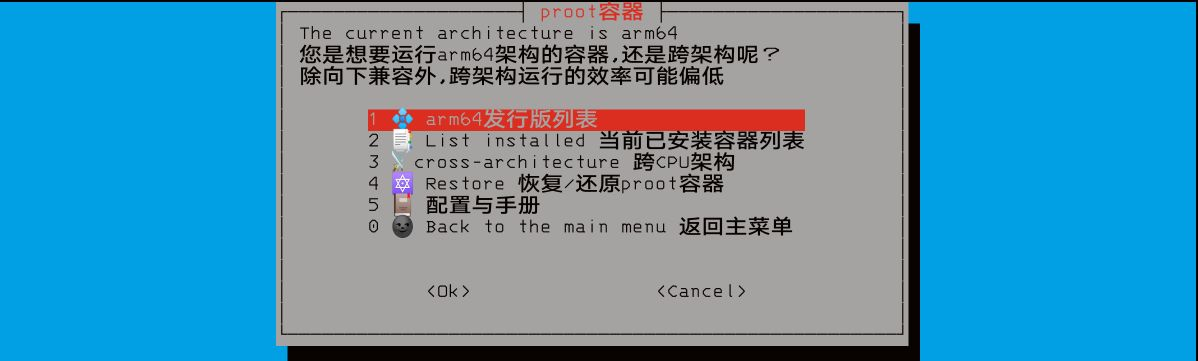 proot容器
The current architecture is arm64
您是想要运行arm64架构的容器,还是跨架构呢？
除向下兼容外,跨架构运行的效率可能偏低
1 💠 arm64发行版列表
2 📑 List installed 当前已安装容器列表
3 ⚔ cross-architecture 跨CPU架构
4 🔯 Restore 恢复/还原proot容器
5 📔 配置与手册
0 🌚 Back to the main menu 返回主菜单
<Ok> <Cancel>